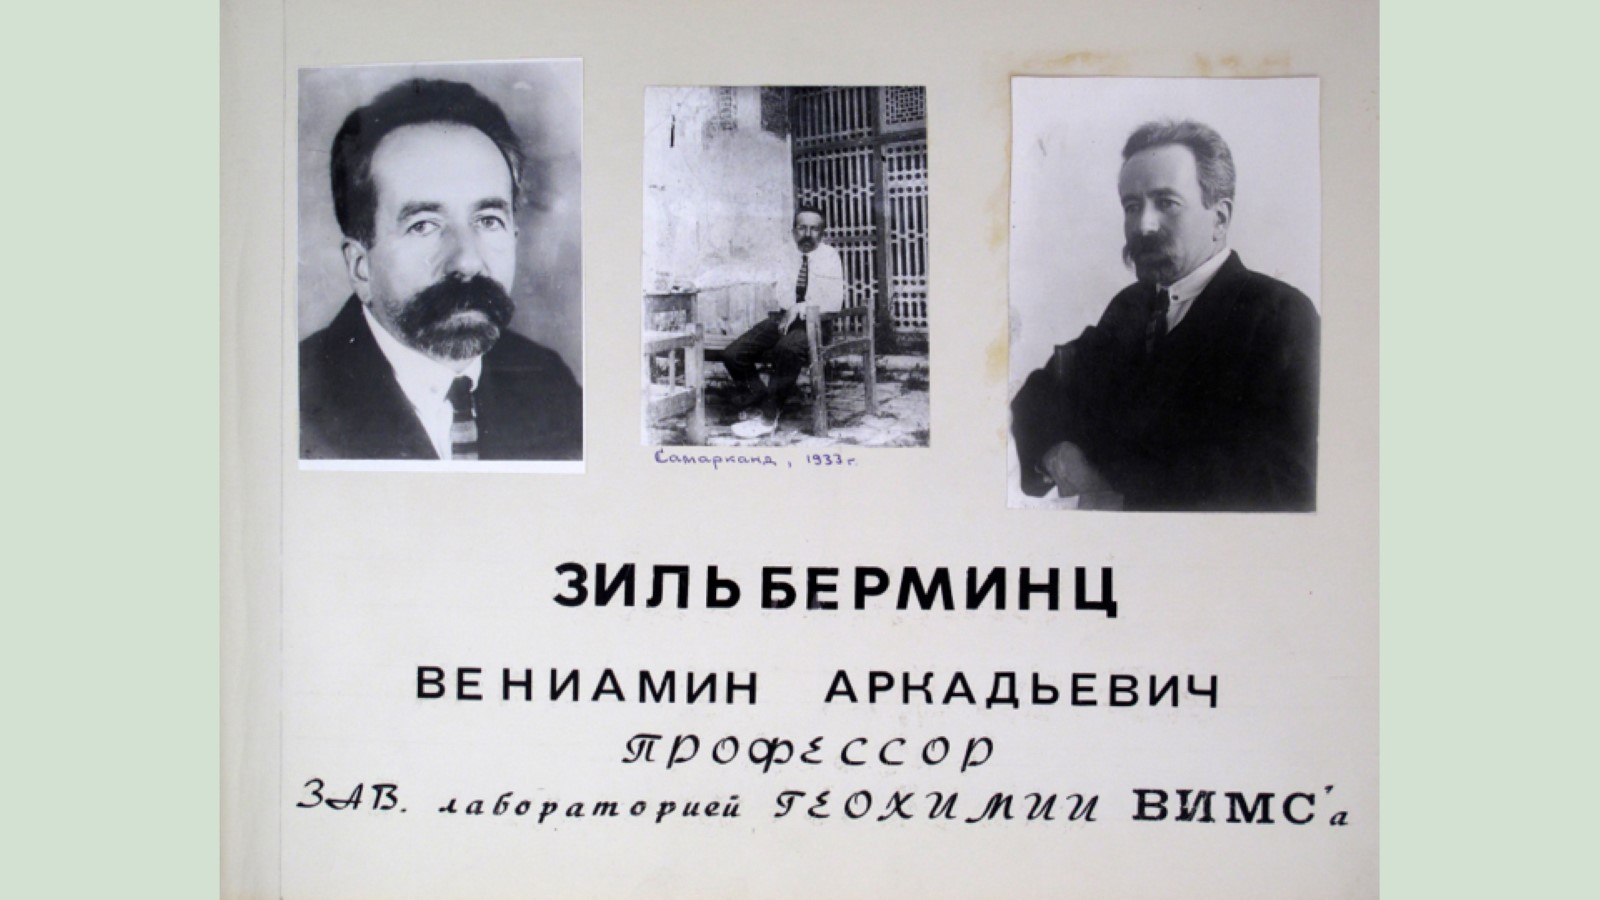 Самарканд, 1933 г.
ЗИЛЬБЕРМИНЦ
ВЕНИАМИН АРКАДЬЕВИЧ
ПРОФЕССОР
ЗАВ. лабораторией ГЕОХИМИИ ВИМС'а